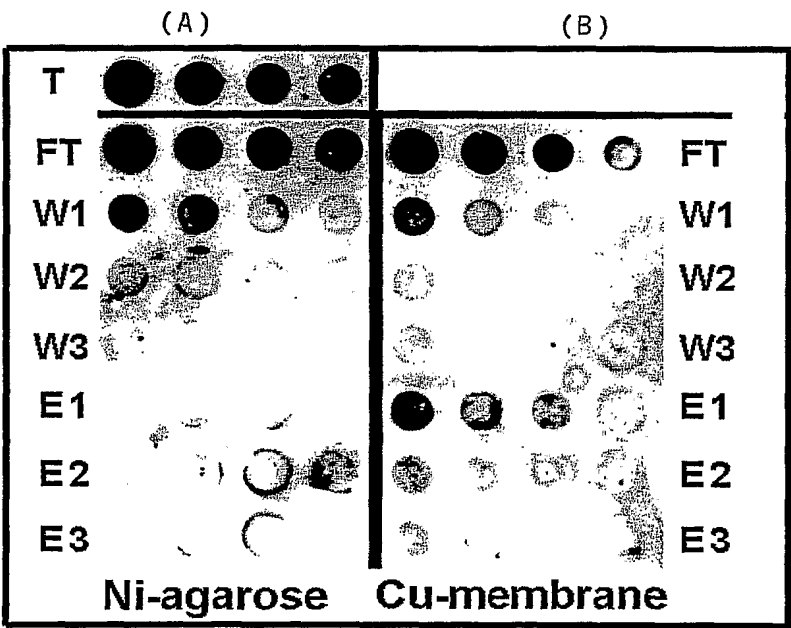 (A) (B)
T
FT FT
W1 W1
W2 W2
W3 W3
E1 E1
E2 E2
E3 E3
Ni-agarose Cu-membrane